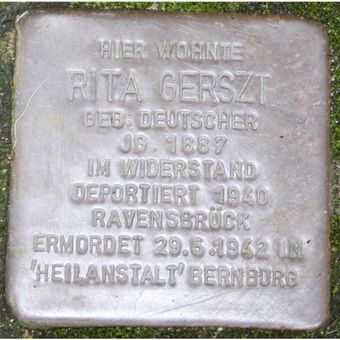 HIER WOHNTE
RITA GERSZT
GEB. DEUTSCHER
JG. 1887
IM WIDERSTAND
DEPORTIERT 1940
RAVENSBRÜCK
ERMORDET 29.5.1942 IN
'HEILANSTALT' BERNBURG